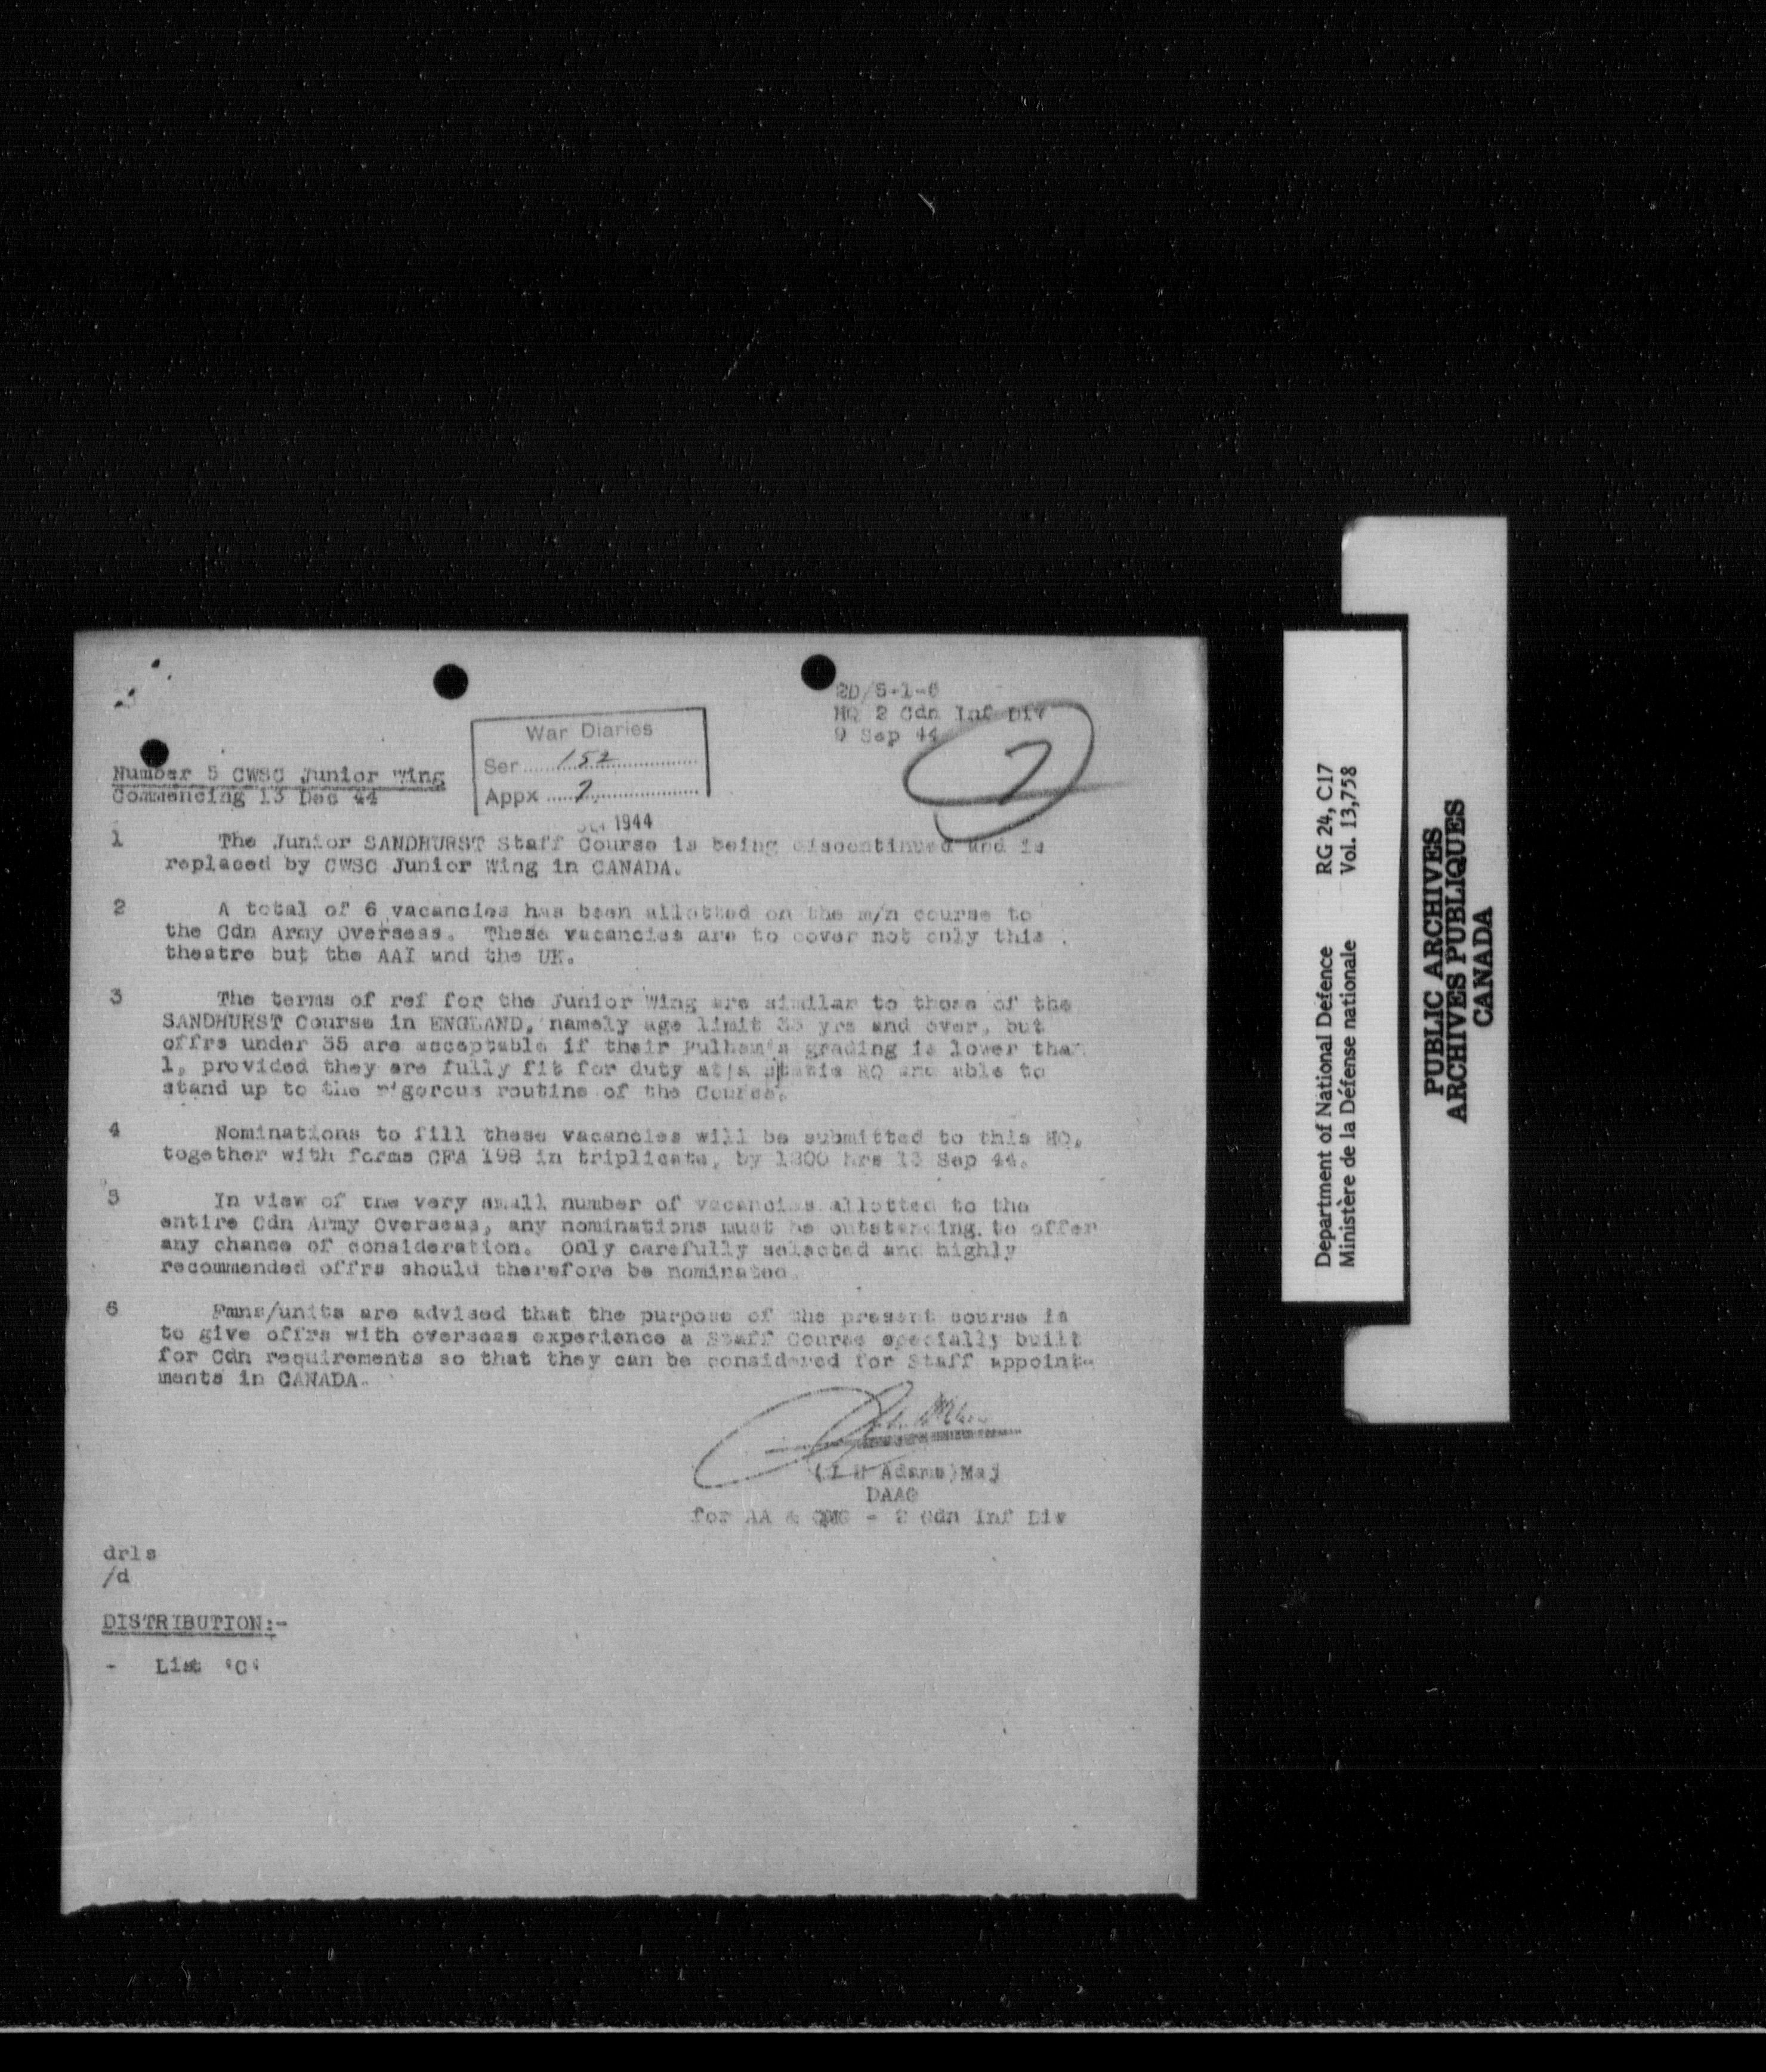 2D/5-1-6
HQ 2 Cdn Inf Div
9 Sep 44
7
War Diaries
Ser 152
Appx 7.
1944
Number 5 CWSC Junior Wing
Commencing 13 Dec 44
1 The Junior SANDHURST Staff Course is being discontinued and is
replaced by CWSC Junior Wing in CANADA.
2 A total of 6 vacancies has been allotted on the m/n course to
the Cdn Army Overseas. These vacancies are to cover not only this
theatre but the AAI and the UK.
3 The terms of ref for the Junior Wing are similar to those of the
SANDHURST Course in ENGLAND, namely age limit 35 yrs and over, but
offrs under 35 are acceptable if their Pulhem's grading is lower than
1, provided they are fully fit for duty at a static HQ and able to
stand up to the rigorous routine of the Course.
4 Nominations to fill these vacancies will be submitted to this HQ,
together with forms CFA 198 in triplicate, by 1800 hrs 13 Sep 44.
5 In view of the very small number of vacancies allotted to the
entire Cdn Army Overseas, any nominations must be outstanding to offer
any chance of consideration. Only carefully selected and highly
recommended offrs should therefore be nominated.
6 Fmns/units are advised that the purpose of the present course is
to give offrs with overseas experience a Staff Course specially built
for Cdn requirements so that they can be considered for Staff appoint-
ments in CANADA.
Adams) Maj
DAAG
for AA & QMG - 2 Cdn Inf Div
drls
/d
DISTRIBUTION:-
- List 'C'
Department of National Defence RG 24, C17
Ministère de la Défense nationale Vol. 13,758
PUBLIC ARCHIVES
ARCHIVES PUBLIQUES
CANADA